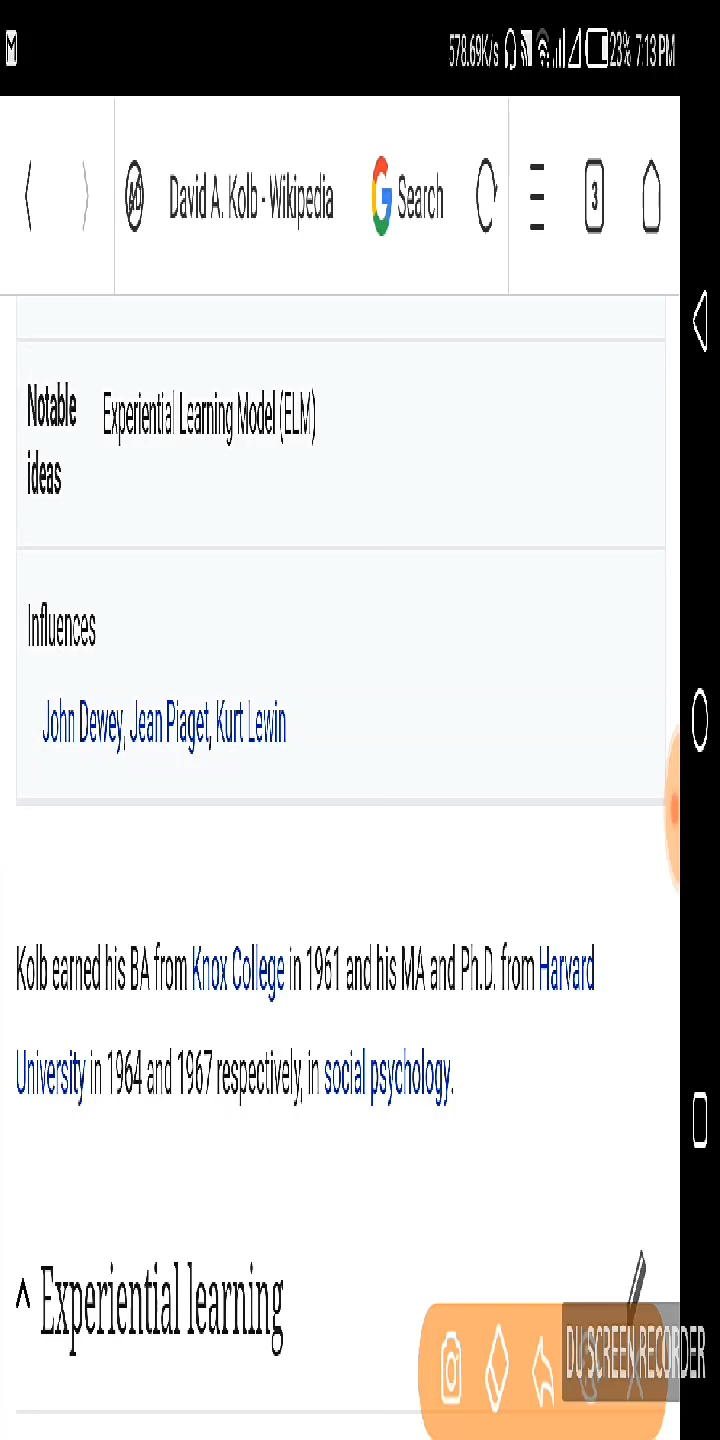 578.69K/s 23% 7:13 PM
David A. Kolb - Wikipedia Search 3
Notable Experiential Learning Model (ELM)
ideas
Influences
John Dewey, Jean Piaget, Kurt Lewin
Kolb earned his BA from Knox College in 1961 and his MA and Ph.D. from Harvard
University in 1964 and 1967 respectively, in social psychology.
Experiential learning
DU SCREEN RECORDER